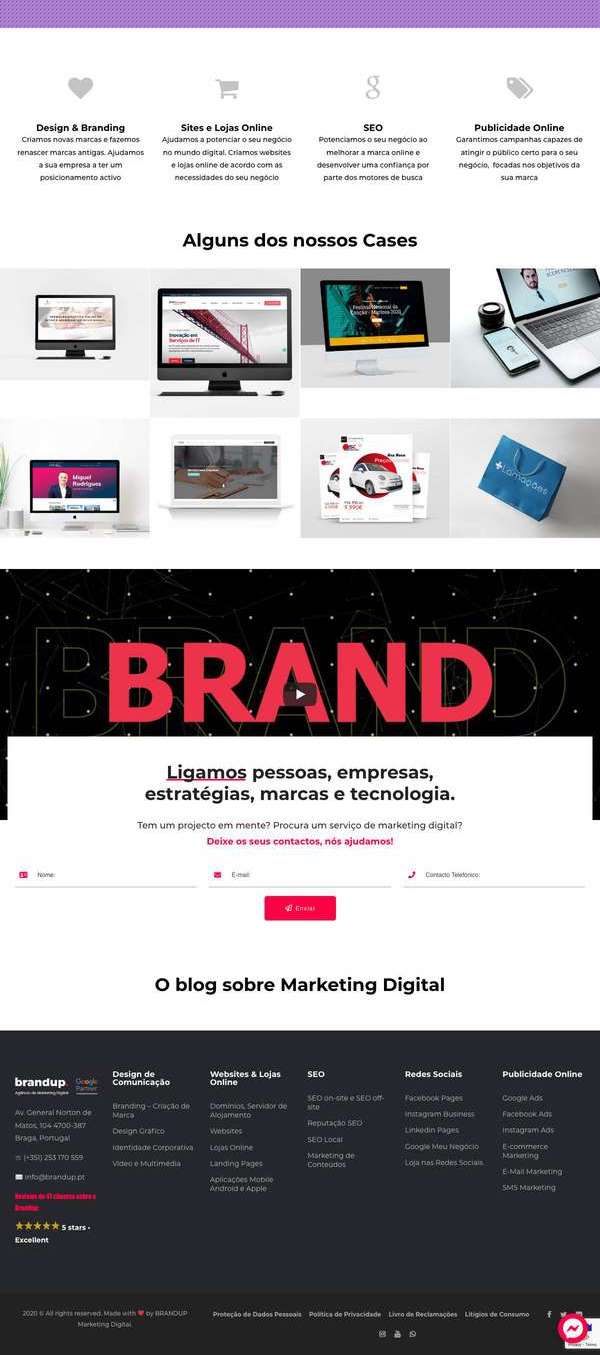 Design & Branding
Criamos novas marcas e fazemos
renascer marcas antigas. Ajudamos
a sua empresa a ter um
posicionamento activo
Sites e Lojas Online
Ajudamos a potenciar o seu negócio
no mundo digital. Criamos websites
e lojas online de acordo com as
necessidades do seu negócio
SEO
Potenciamos o seu negócio ao
melhorar a marca online e
desenvolver uma confiança por
parte dos motores de busca
Publicidade Online
Garantimos campanhas capazes de
atingir o público certo para o seu
negócio, focadas nos objetivos da
sua marca
Alguns dos nossos Cases
Inovação em
Serviços de IT
Miguel
Rodrigues
Lomações
BRAND
BRAND
Ligamos pessoas, empresas,
estratégias, marcas e tecnologia.
Tem um projecto em mente? Procura um serviço de marketing digital?
Deixe os seus contactos, nós ajudamos!
Nome:
E-mail:
Contacto Telefónico:
Enviar
O blog sobre Marketing Digital
brandup.
Agência de Marketing Digital
Google
Partner
Av. General Norton de
Matos, 104 4700-387
Braga, Portugal
(+351) 253 170 559
info@brandup.pt
Reviews de 47 clientes sobre a
Brandup
5 stars -
Excellent
Design de
Comunicação
Branding – Criação de
Marca
Design Gráfico
Identidade Corporativa
Vídeo e Multimédia
Websites & Lojas
Online
Domínios, Servidor de
Alojamento
Websites
Lojas Online
Landing Pages
Aplicações Mobile
Android e Apple
SEO
SEO on-site e SEO off-
site
Reputação SEO
SEO Local
Marketing de
Conteúdos
Redes Sociais
Facebook Pages
Instagram Business
Linkedin Pages
Google Meu Negócio
Loja nas Redes Sociais
Publicidade Online
Google Ads
Facebook Ads
Instagram Ads
E-commerce
Marketing
E-Mail Marketing
SMS Marketing
2020 © All rights reserved. Made with ❤ by BRANDUP
Marketing Digital.
Proteção de Dados Pessoais
Política de Privacidade
Livro de Reclamações
Litígios de Consumo
Privacy - Terms